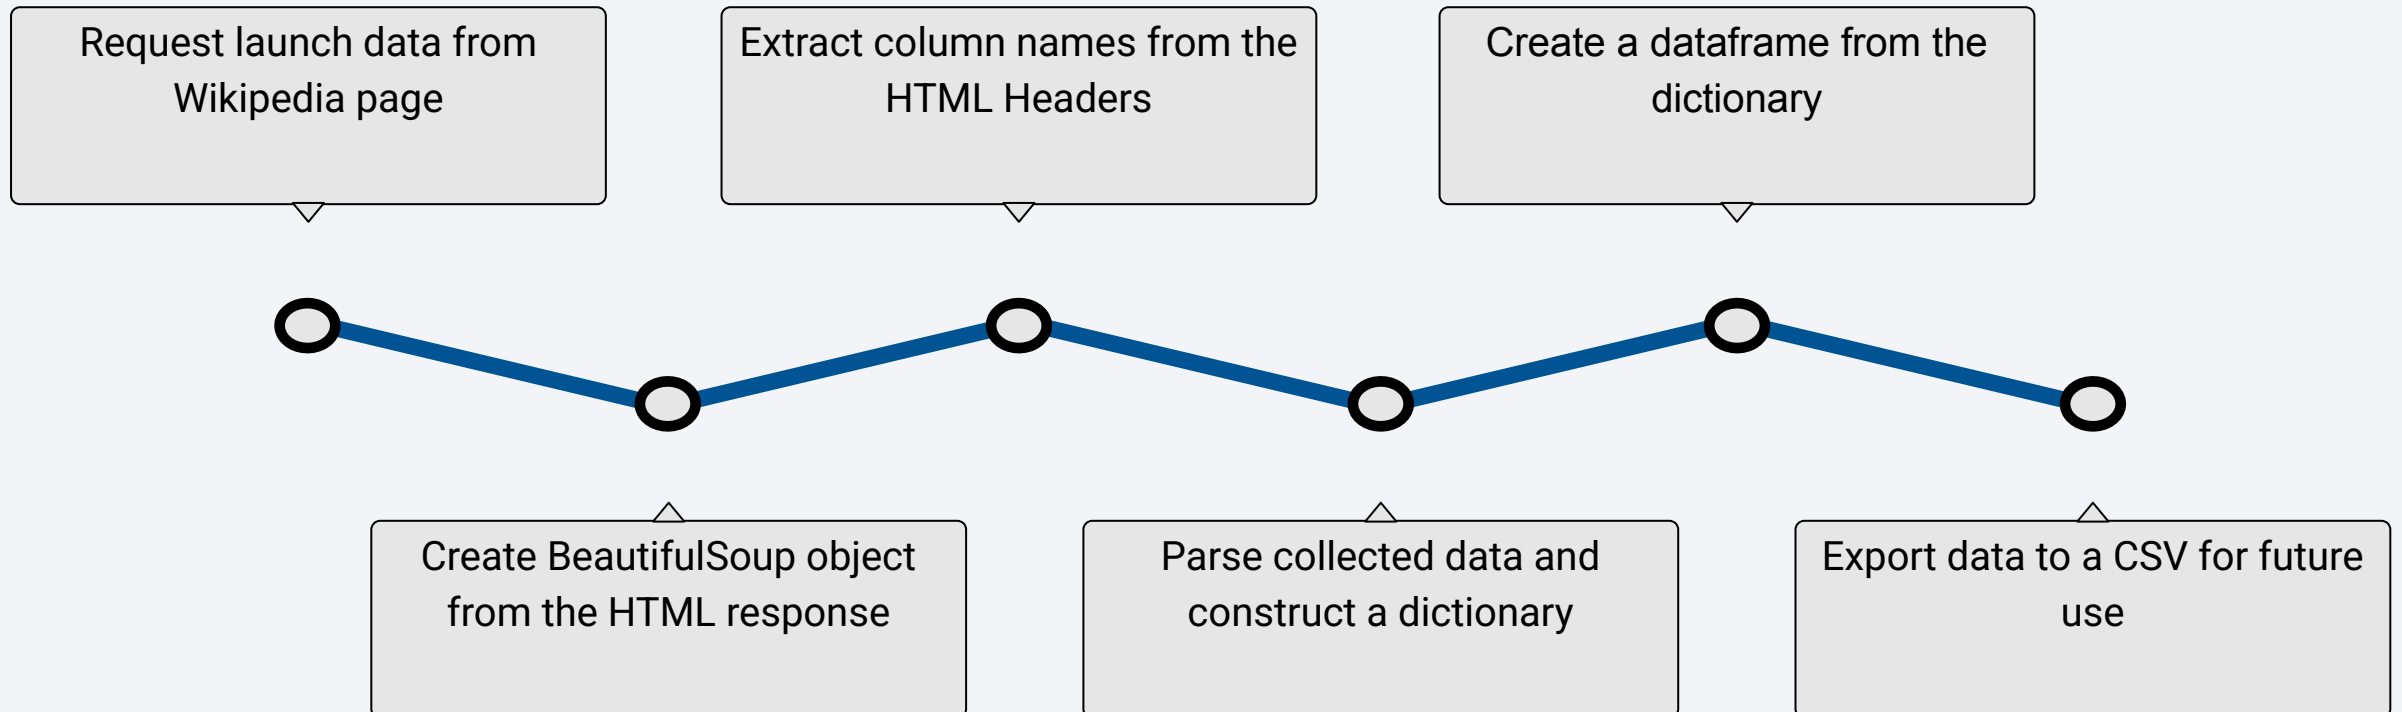 Request launch data from
Wikipedia page
Create BeautifulSoup object
from the HTML response
Extract column names from the
HTML Headers
Parse collected data and
construct a dictionary
Create a dataframe from the
dictionary
Export data to a CSV for future
use